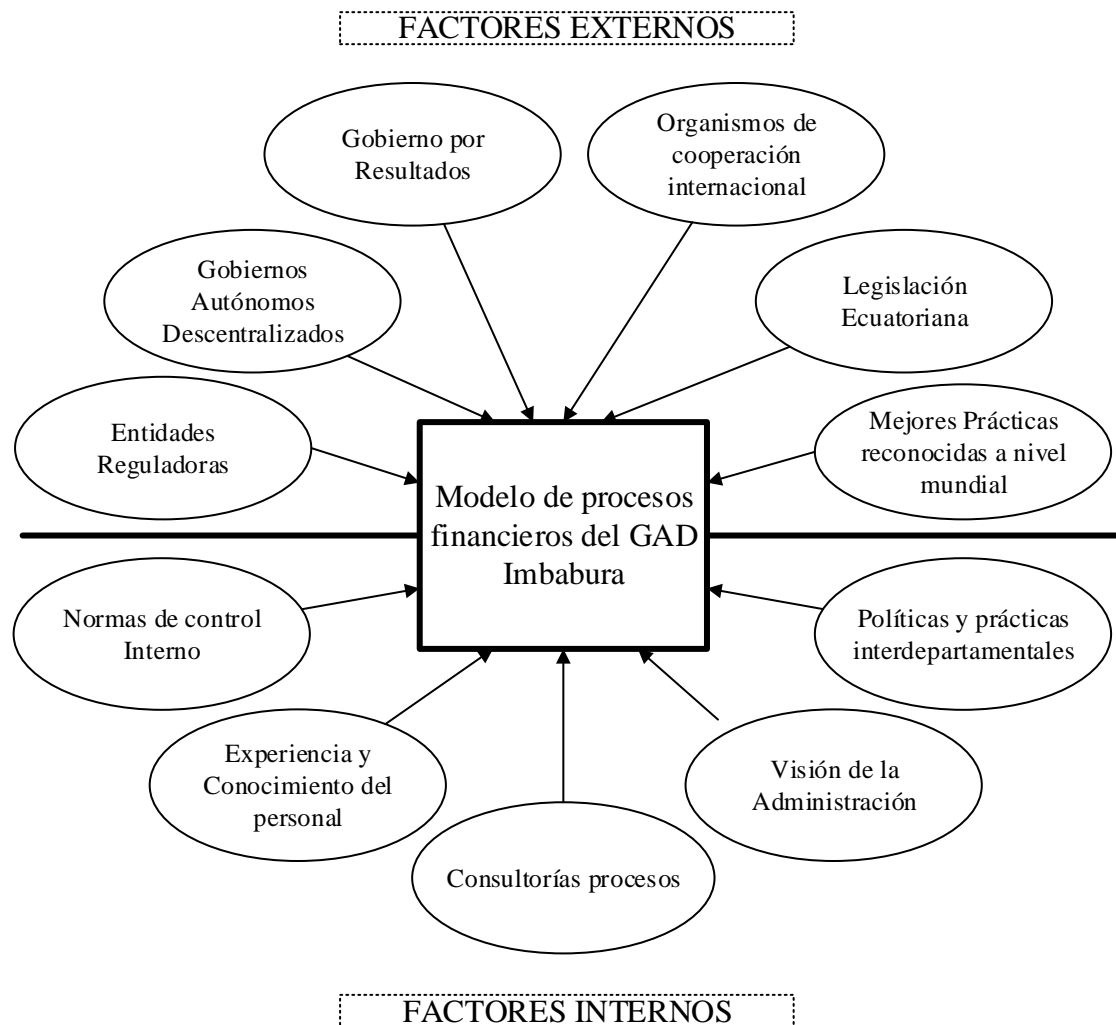 FACTORES EXTERNOS
Gobierno por
Resultados
Organismos de
cooperación
internacional
Gobiernos
Autónomos
Descentralizados
Legislación
Ecuatoriana
Entidades
Reguladoras
Mejores Prácticas
reconocidas a nivel
mundial
Modelo de procesos
financieros del GAD
Imbabura
Normas de control
Interno
Políticas y prácticas
interdepartamentales
Experiencia y
Conocimiento del
personal
Visión de la
Administración
Consultorías procesos
FACTORES INTERNOS